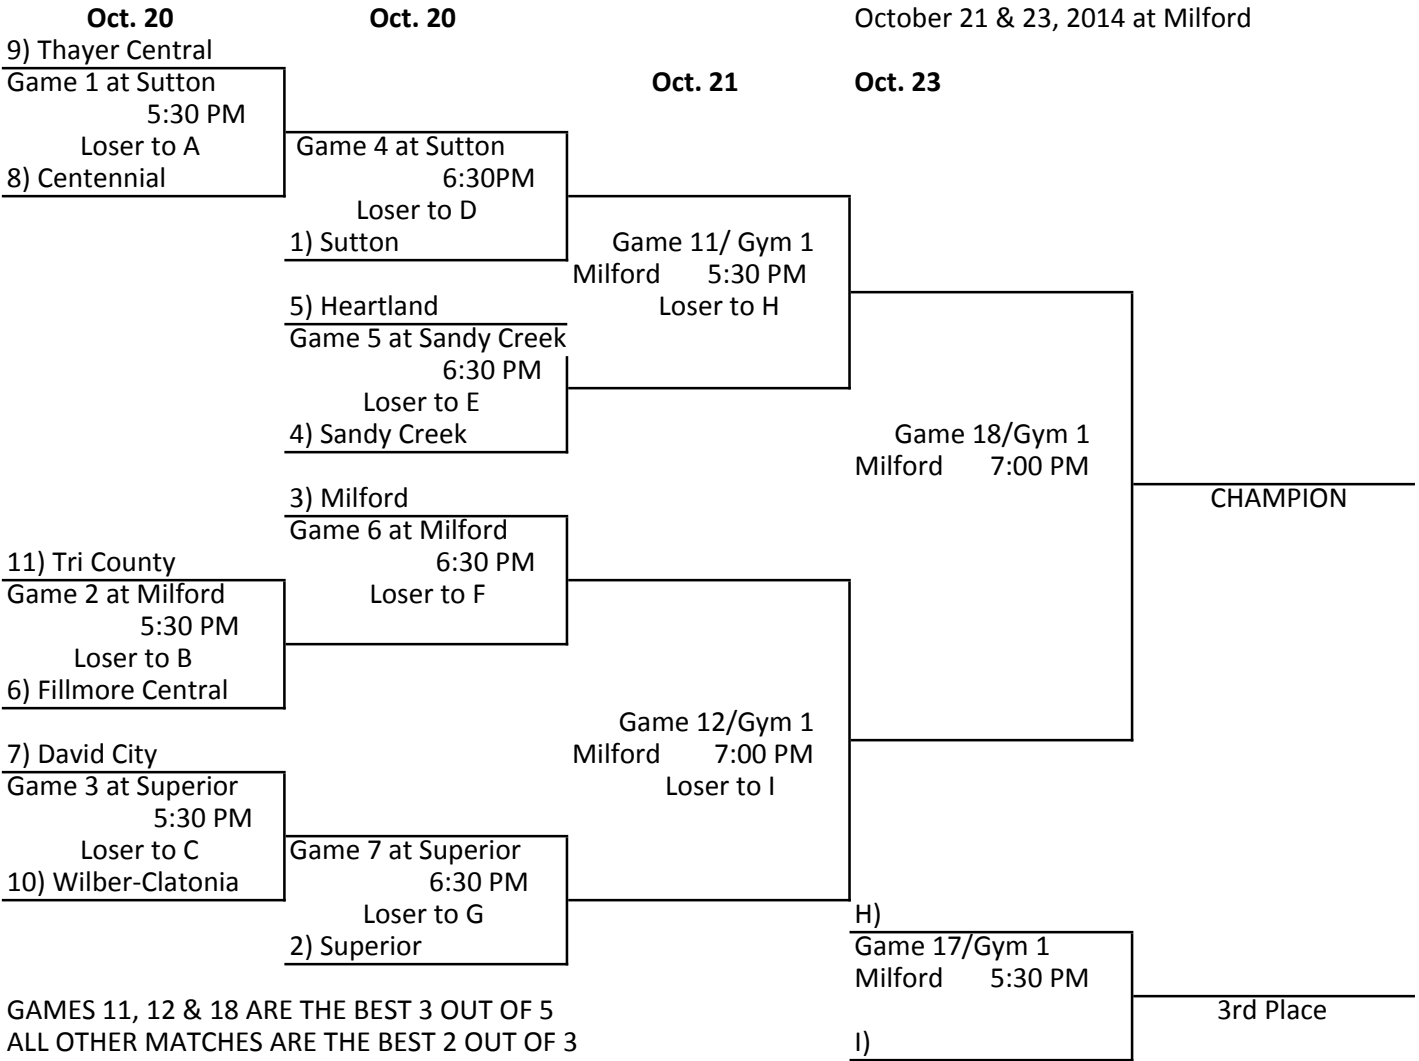 Oct. 20
Oct. 20
October 21 & 23, 2014 at Milford
9) Thayer Central
Game 1 at Sutton
5:30 PM
Loser to A
8) Centennial
Oct. 21
Oct. 23
Game 4 at Sutton
6:30PM
Loser to D
1) Sutton
Game 11/ Gym 1
Milford 5:30 PM
Loser to H
5) Heartland
Game 5 at Sandy Creek
6:30 PM
Loser to E
4) Sandy Creek
Game 18/Gym 1
Milford 7:00 PM
CHAMPION
3) Milford
Game 6 at Milford
6:30 PM
Loser to F
11) Tri County
Game 2 at Milford
5:30 PM
Loser to B
6) Fillmore Central
Game 12/Gym 1
Milford 7:00 PM
Loser to I
7) David City
Game 3 at Superior
5:30 PM
Loser to C
10) Wilber-Clatonia
Game 7 at Superior
6:30 PM
Loser to G
2) Superior
H)
Game 17/Gym 1
Milford 5:30 PM
3rd Place
I)
GAMES 11, 12 & 18 ARE THE BEST 3 OUT OF 5
ALL OTHER MATCHES ARE THE BEST 2 OUT OF 3